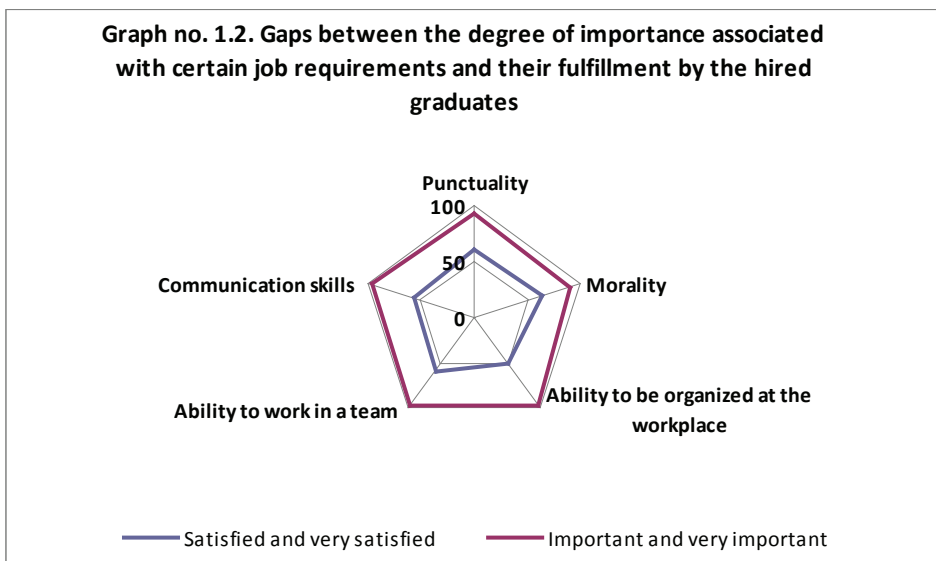 Graph no. 1.2. Gaps between the degree of importance associated
with certain job requirements and their fulfillment by the hired
graduates
Punctuality
100
50
0
Communication skills
Morality
Ability to work in a team
Ability to be organized at the
workplace
Satisfied and very satisfied
Important and very important